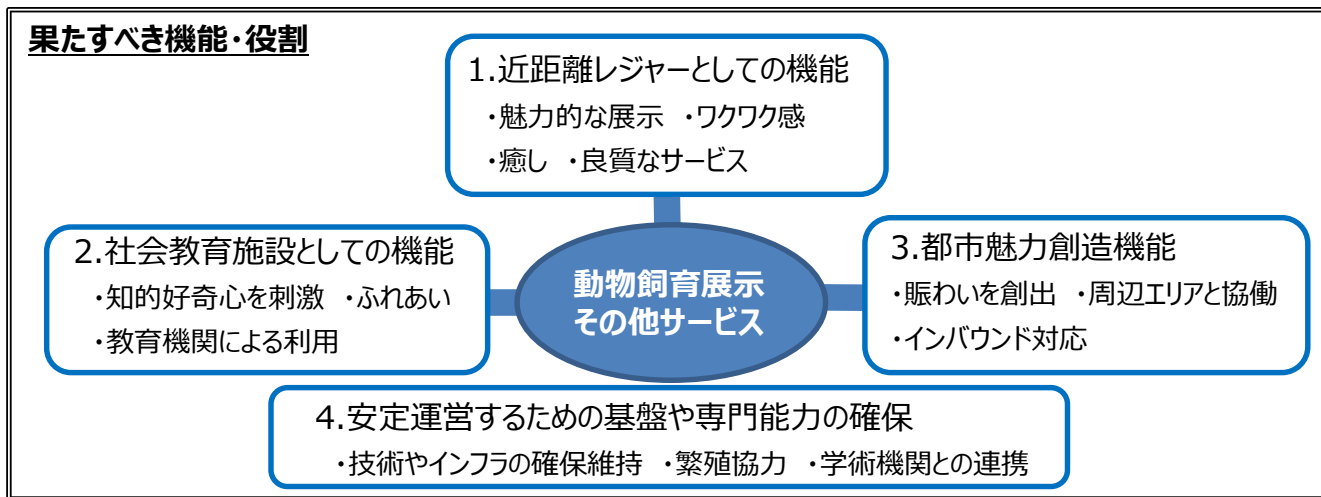 果たすべき機能・役割
1.近距離レジャーとしての機能
・魅力的な展示 ・ワクワク感
・癒し ・良質なサービス
2.社会教育施設としての機能
・知的好奇心を刺激 ・ふれあい
・教育機関による利用
動物飼育展示
その他サービス
3.都市魅力創造機能
・賑わいを創出 ・周辺エリアと協働
・インバウンド対応
4.安定運営するための基盤や専門能力の確保
・技術やインフラの確保維持 ・繁殖協力 ・学術機関との連携